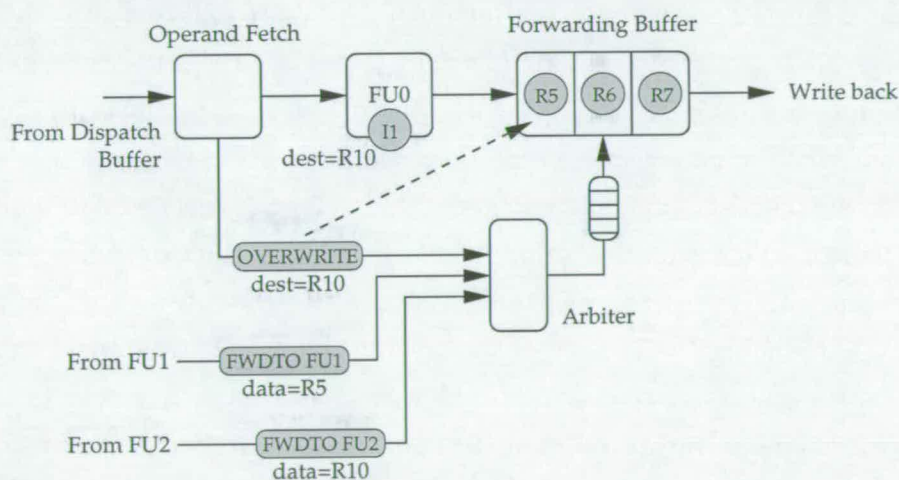 Operand Fetch
Forwarding Buffer
FU0
R5
R6
R7
I1
Write back
From Dispatch
Buffer
dest=R10
OVERWRITE
dest=R10
Arbiter
From FU1
FWDTO FU1
data=R5
From FU2
FWDTO FU2
data=R10